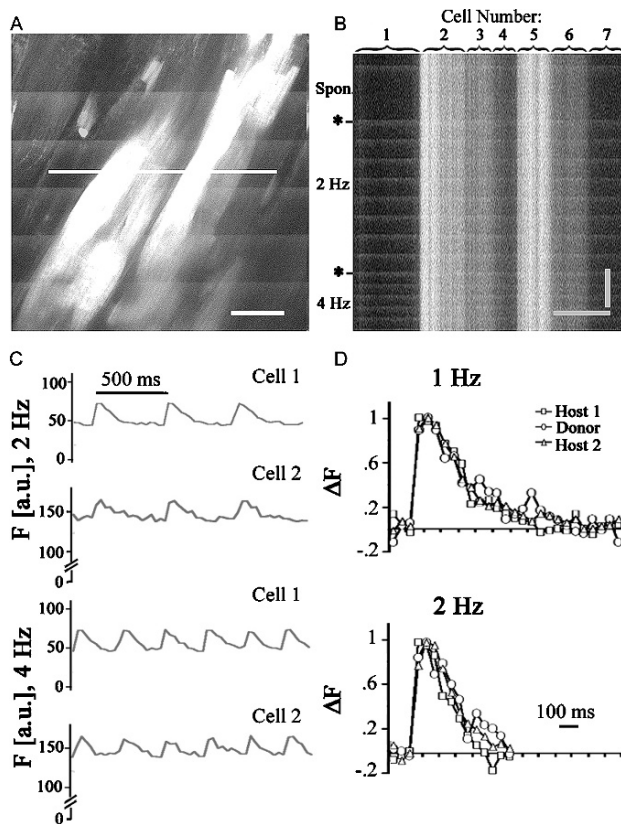 A
B
Cell Number:
1 2 3 4 5 6 7
Spon.
*
2 Hz
*
4 Hz
C
500 ms
Cell 1
100
50
0
F [a.u.], 2 Hz
Cell 2
150
100
0
Cell 1
100
50
0
F [a.u.], 4 Hz
Cell 2
150
100
0
D
1 Hz
Host 1
Donor
Host 2
1
.6
.2
-.2
ΔF
2 Hz
1
.6
.2
-.2
ΔF
100 ms